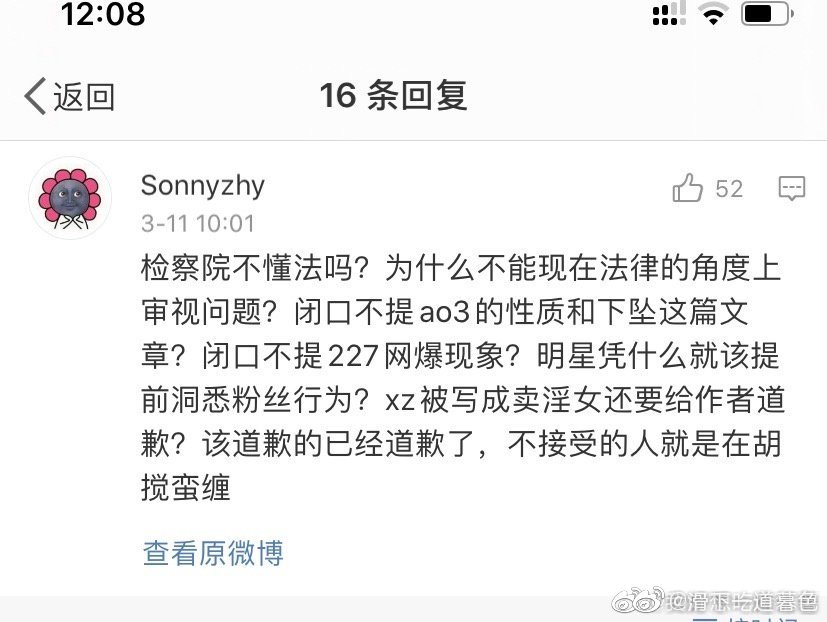 12:08
返回
16 条回复
Sonnyzhy
52
3-11 10:01
检察院不懂法吗？为什么不能现在法律的角度上
审视问题？闭口不提ao3的性质和下坠这篇文
章？闭口不提227网爆现象？明星凭什么就该提
前洞悉粉丝行为？xz被写成卖淫女还要给作者道
歉？该道歉的已经道歉了，不接受的人就是在胡
搅蛮缠
查看原微博
@滑不吃道暮色